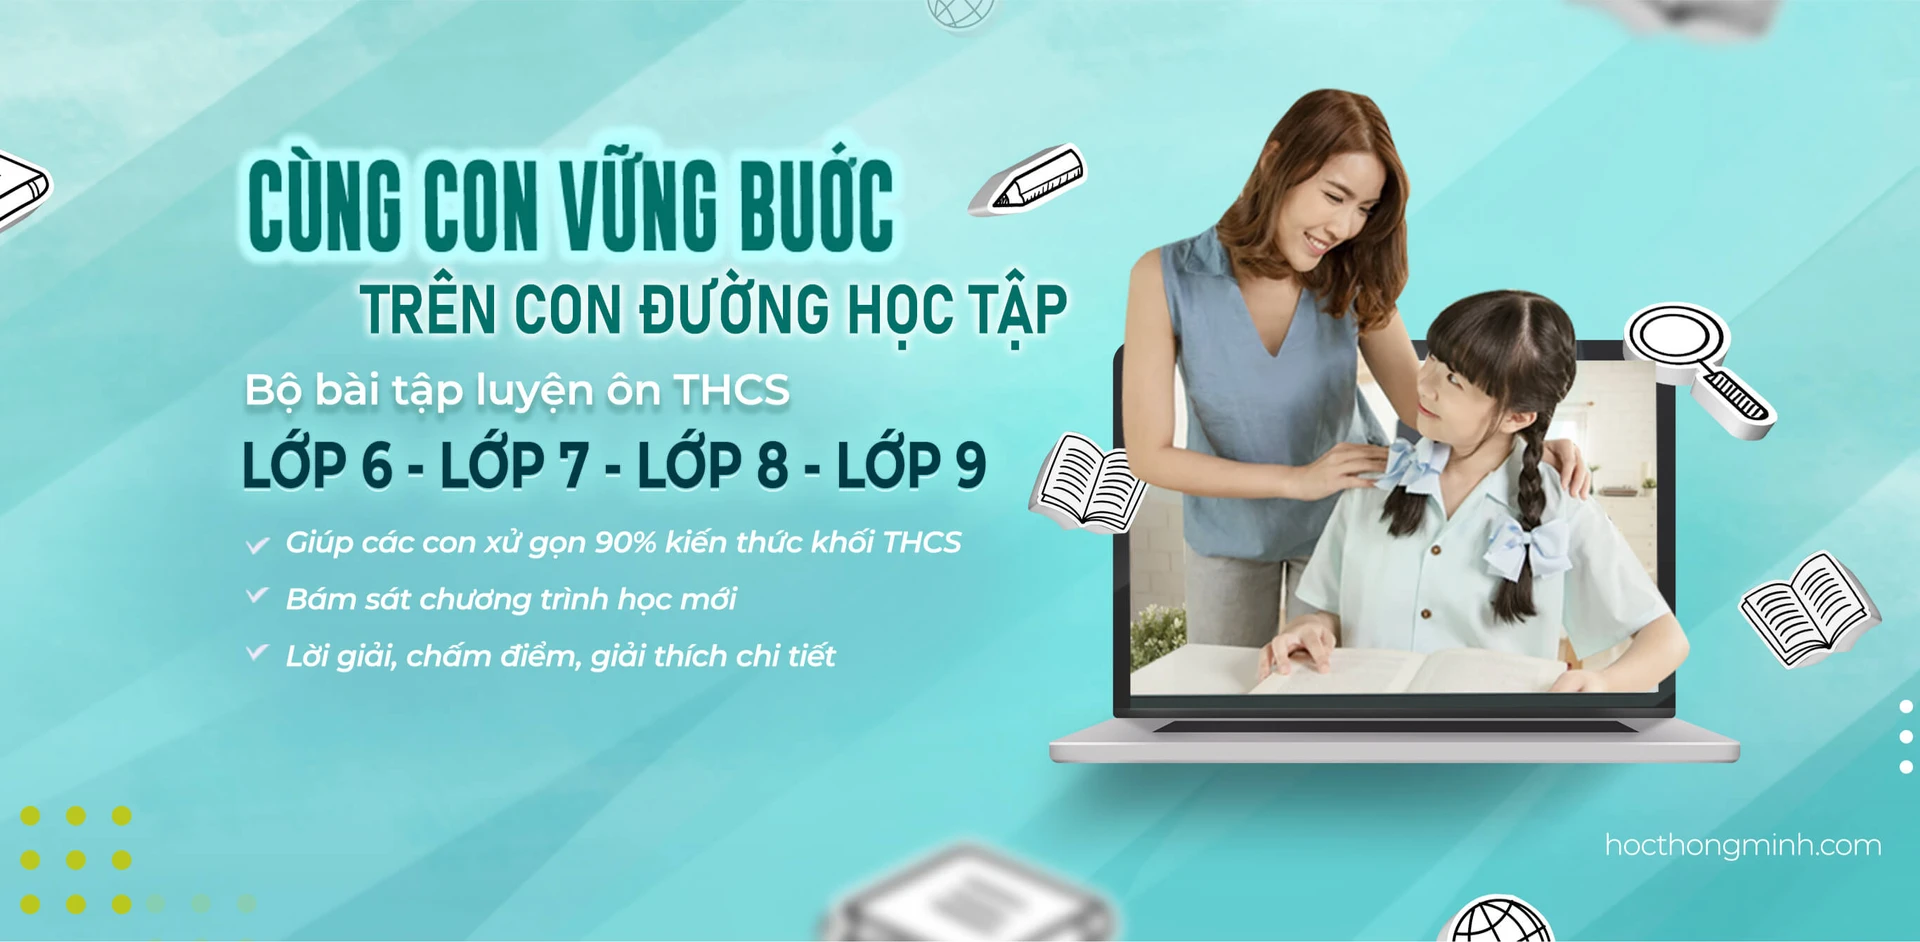 CÙNG CON VỮNG BUỚC
TRÊN CON ĐƯỜNG HỌC TẬP
Bộ bài tập luyện ôn THCS
LỚP 6 - LỚP 7 - LỚP 8 - LỚP 9
Giúp các con xử gọn 90% kiến thức khối THCS
Bám sát chương trình học mới
Lời giải, chấm điểm, giải thích chi tiết
hocthongminh.com